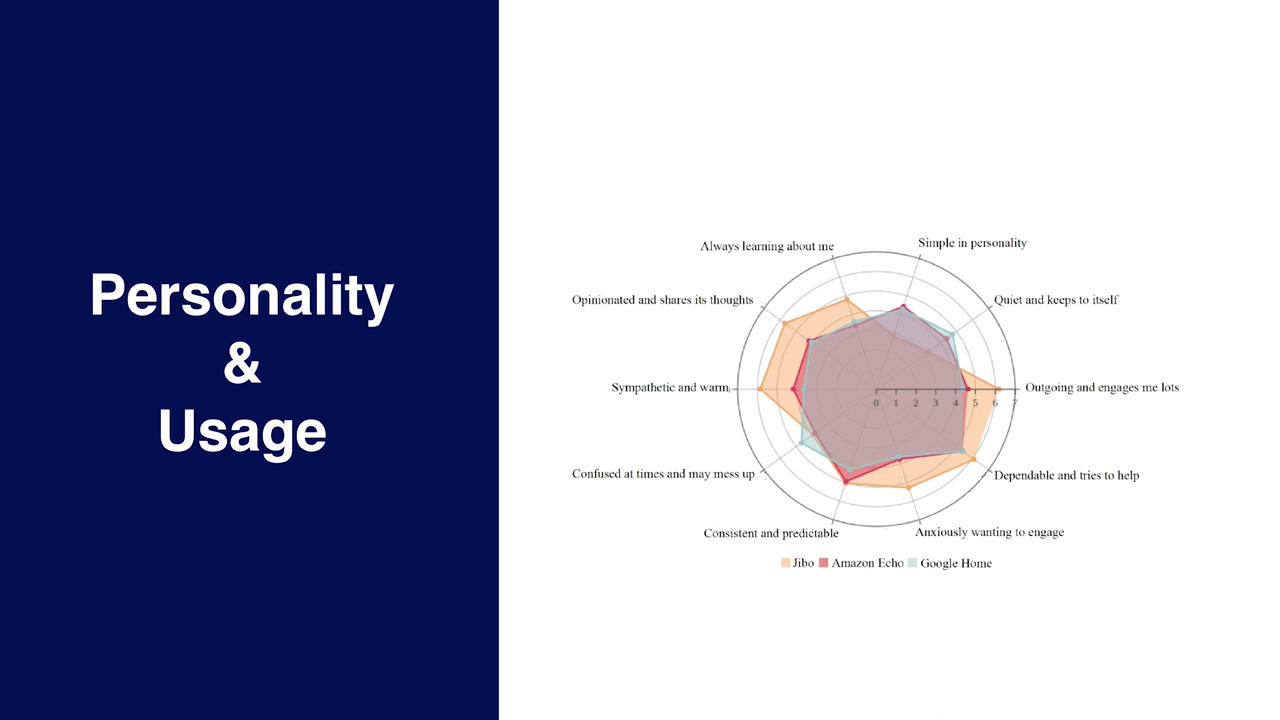 Personality
&
Usage
Always learning about me
Simple in personality
Opinionated and shares its thoughts
Quiet and keeps to itself
Sympathetic and warm
Outgoing and engages me lots
0 1 2 3 4 5 6 7
Confused at times and may mess up
Dependable and tries to help
Consistent and predictable
Anxiously wanting to engage
Jibo Amazon Echo Google Home